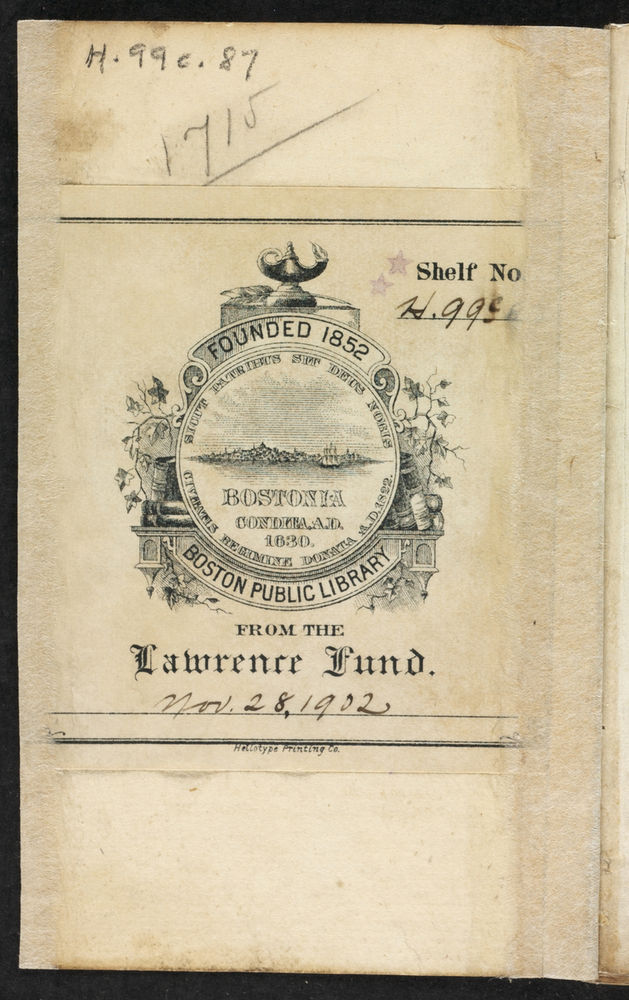 H.99c.87
1715
Shelf No
H.99c
FOUNDED 1852
SICUT PATRIBUS SIT DEUS NOBIS
BOSTONIA
CONDITA, A.D.
1630.
CIVITATIS REGIMINE DONATA A.D. 1822.
BOSTON PUBLIC LIBRARY
FROM THE
Lawrence Fund.
Nov. 28, 1902
Heliotype Printing Co.